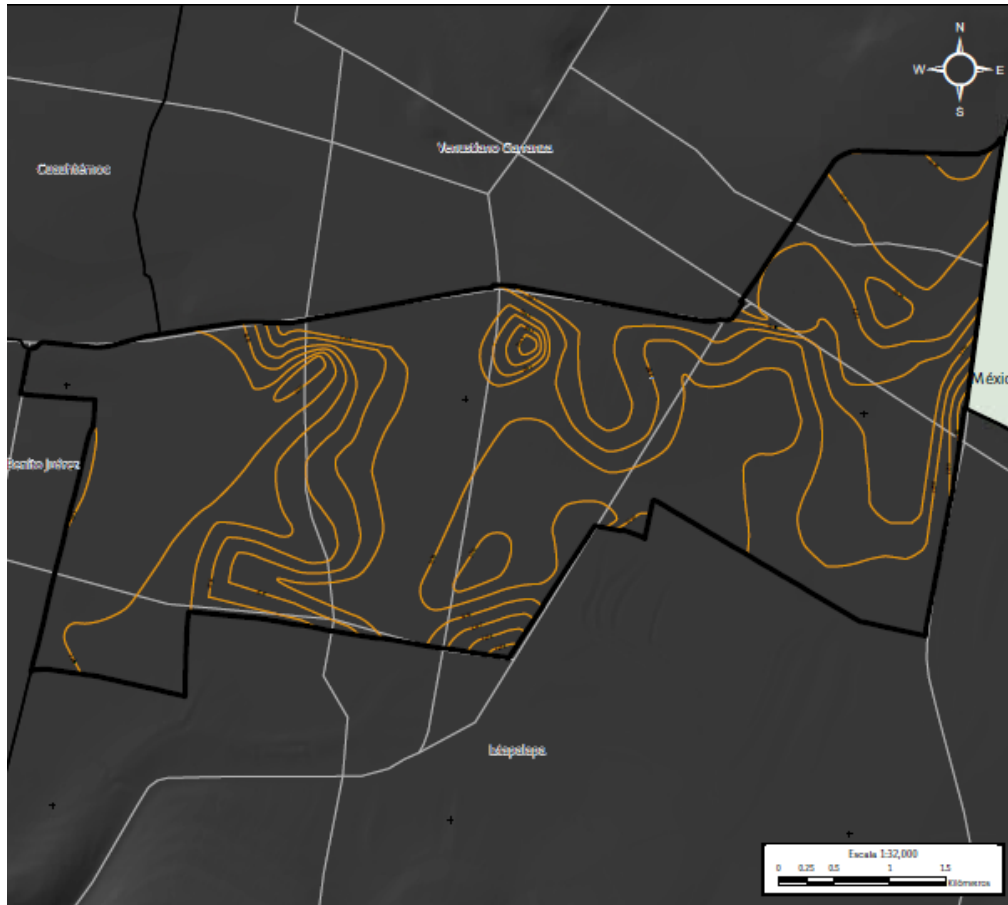 N
W E
S
Venustiano Carranza
Cuauhtémoc
Méxic
Benito Juárez
Iztapalapa
Escala 1:32,000
0 0.25 0.5 1 1.5
Kilómetros